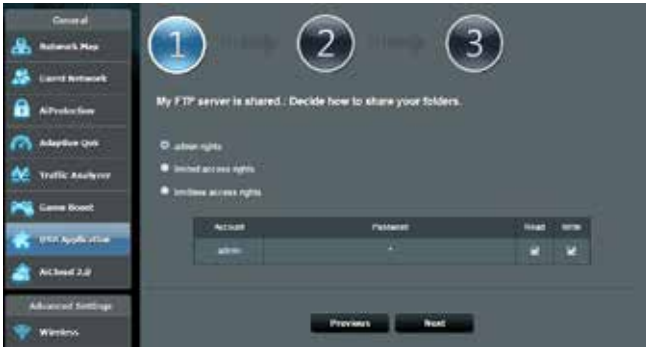 General
Network Map
Guest Network
AiProtection
Adaptive QoS
Traffic Analyzer
Game Boost
USB Application
AiCloud 2.0
Advanced Settings
Wireless
1
2
3
My FTP server is shared.. Decide how to share your folders.
admin rights
limited access rights
limitless access rights
Account Password Read Write
admin *
Previous Next